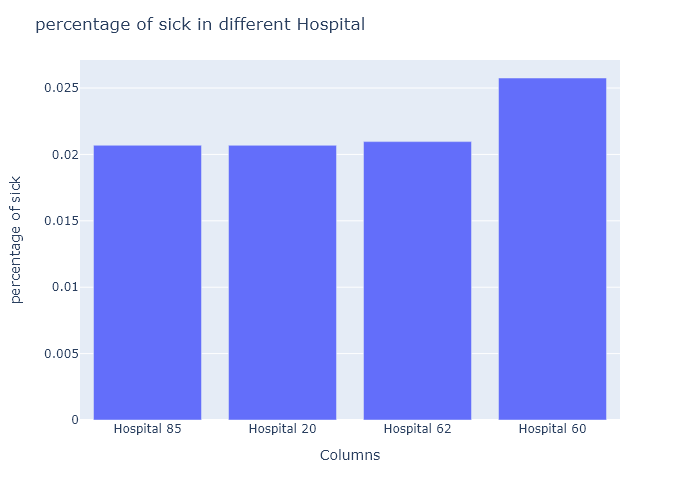 percentage of sick in different Hospital
percentage of sick
0.025
0.02
0.015
0.01
0.005
0
Hospital 85
Hospital 20
Hospital 62
Hospital 60
Columns